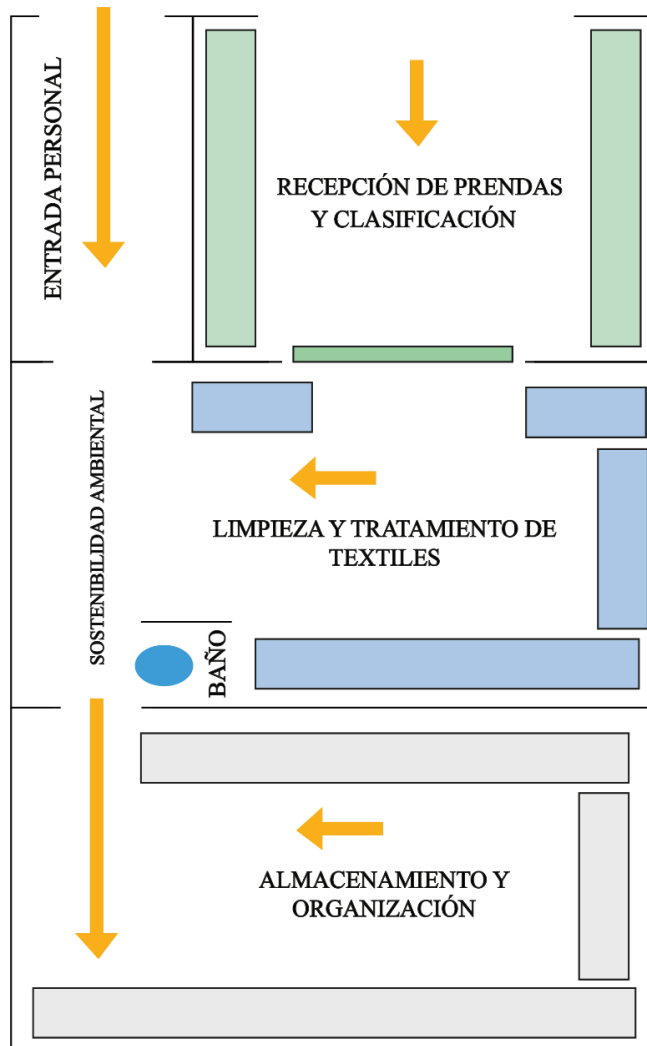 ENTRADA PERSONAL
RECEPCIÓN DE PRENDAS
Y CLASIFICACIÓN
SOSTENIBILIDAD AMBIENTAL
LIMPIEZA Y TRATAMIENTO DE
TEXTILES
BAÑO
ALMACENAMIENTO Y
ORGANIZACIÓN